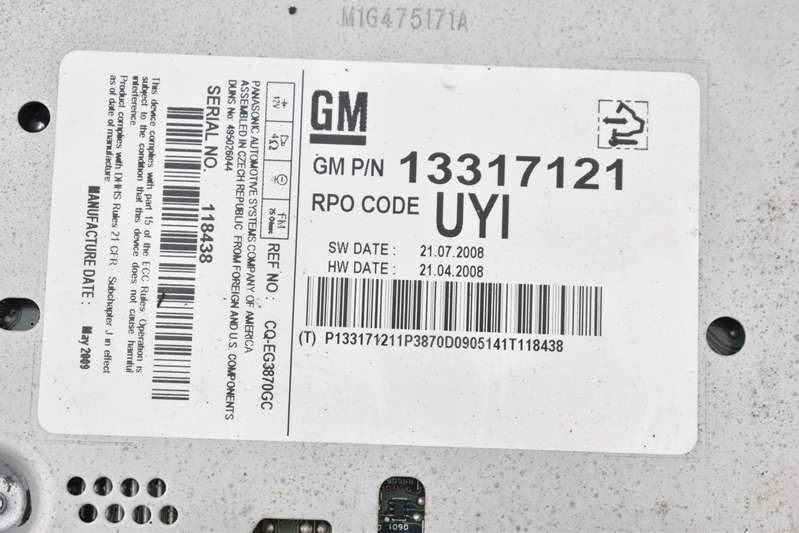 M1G475171A
GM
GM P/N 13317121
RPO CODE UYI
SW DATE : 21.07.2008
HW DATE : 21.04.2008
(T) P133171211P3870D0905141T118438
12V
4Ω
FM
75 Ohms
REF NO : CQ-EG3870GC
PANASONIC AUTOMOTIVE SYSTEMS COMPANY OF AMERICA
ASSEMBLED IN CZECH REPUBLIC FROM FOREIGN AND U.S. COMPONENTS
DUNS No: 495026044
SERIAL NO. 118438
This device complies with part 15 of the ECC Rules. Operation is
subject to the condition that this device does not cause harmful
interference.
Product complies with DHHS Rules 21 CFR, Subchapter J in effect
as of date of manufacture.
MANUFACTURE DATE : May 2009
Q601